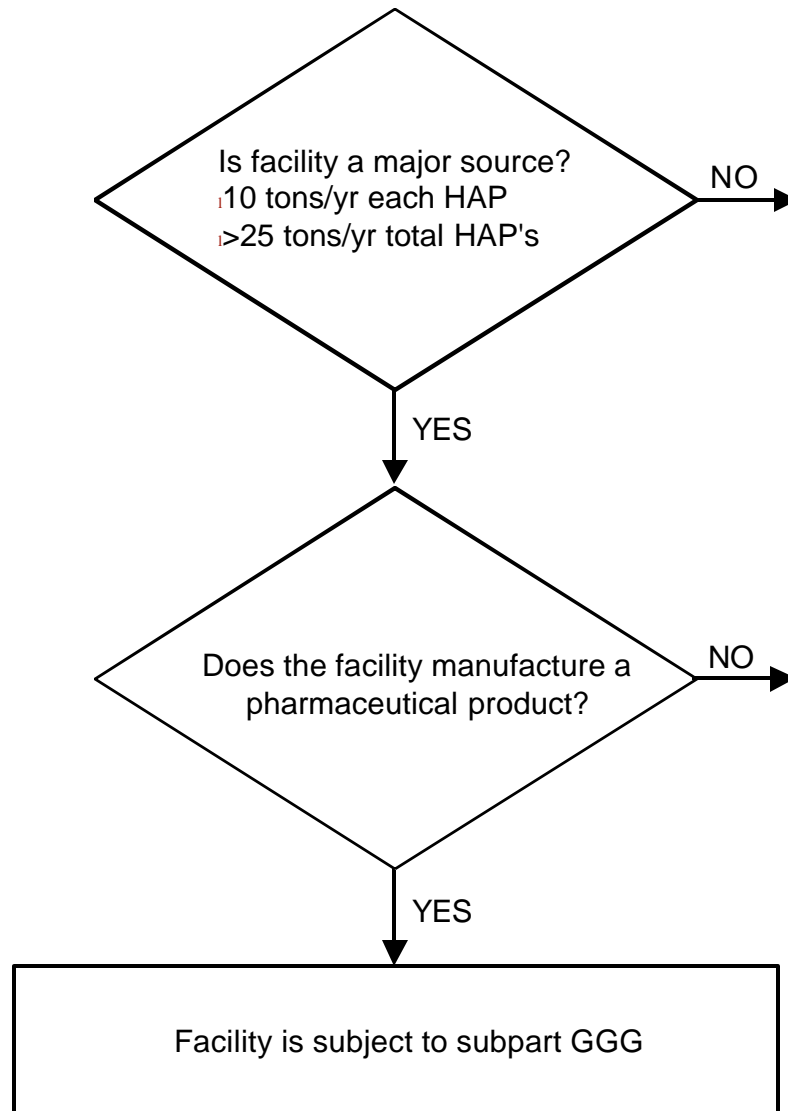 Is facility a major source?
l10 tons/yr each HAP
l>25 tons/yr total HAP's
NO
YES
Does the facility manufacture a
pharmaceutical product?
NO
YES
Facility is subject to subpart GGG